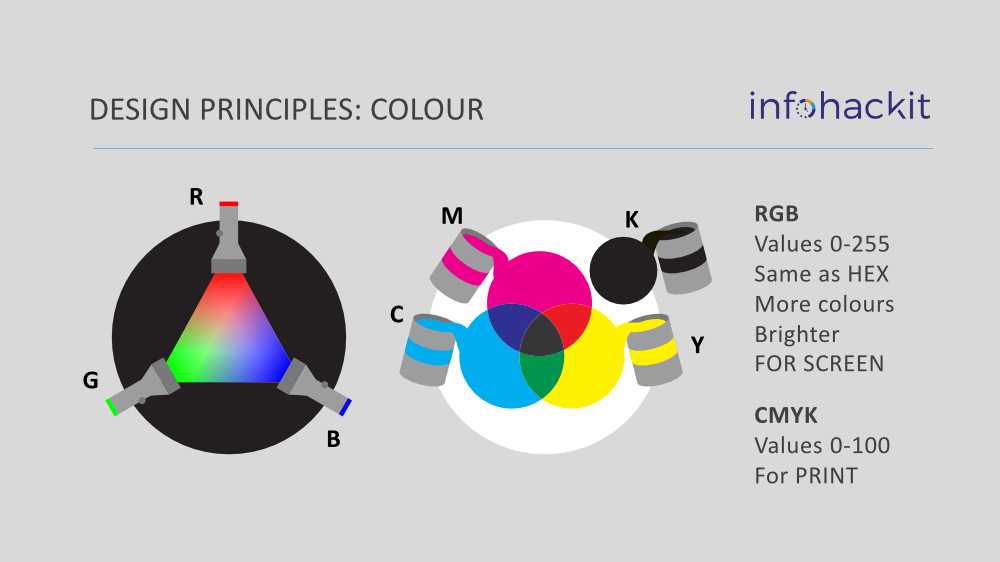 DESIGN PRINCIPLES: COLOUR
infohackit
R
G
B
M
K
C
Y
RGB
Values 0-255
Same as HEX
More colours
Brighter
FOR SCREEN
CMYK
Values 0-100
For PRINT